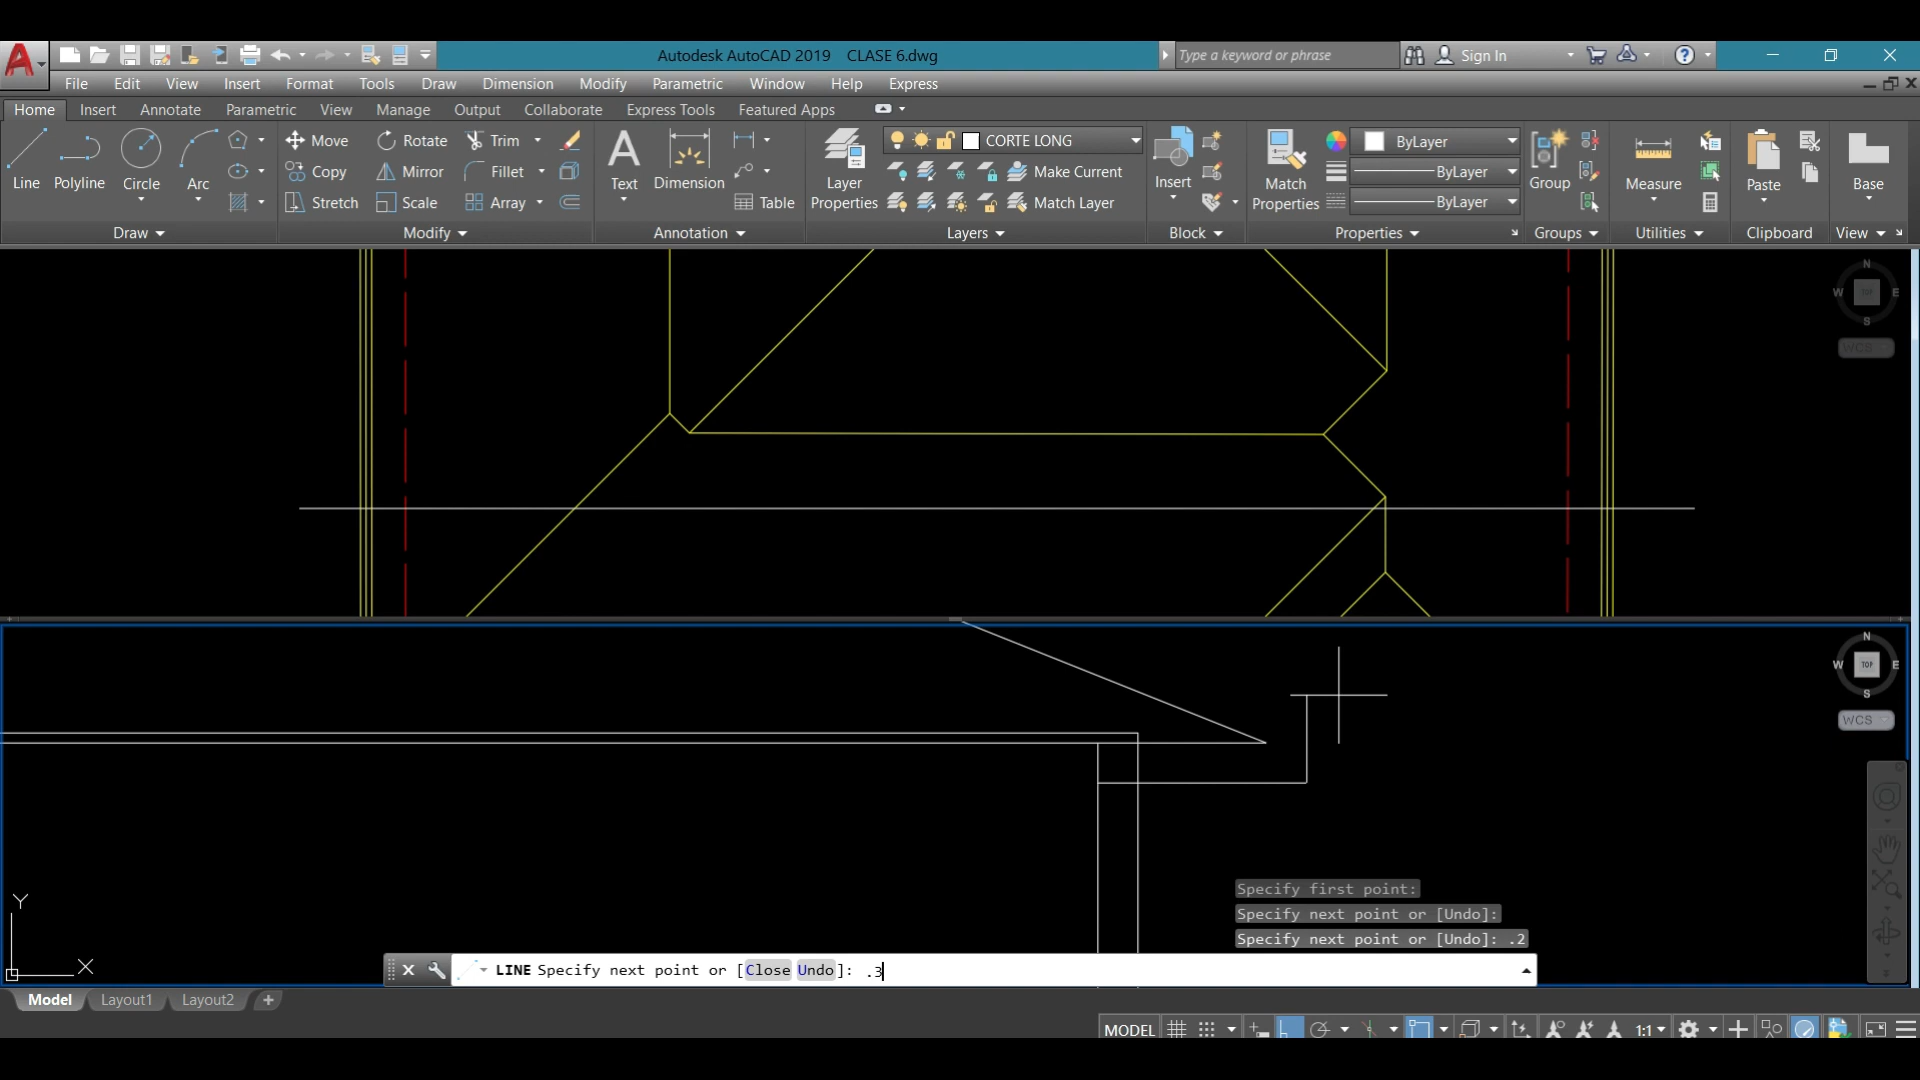 Autodesk AutoCAD 2019 CLASE 6.dwg
Type a keyword or phrase
Sign In
File Edit View Insert Format Tools Draw Dimension Modify Parametric Window Help Express
Home Insert Annotate Parametric View Manage Output Collaborate Express Tools Featured Apps
Line Polyline Circle Arc
Move Rotate Trim
Copy Mirror Fillet
Stretch Scale Array
Text Dimension
Table
Layer Properties
CORTE LONG
Make Current
Match Layer
Insert
Match Properties
ByLayer
ByLayer
ByLayer
Group
Measure
Paste
Base
Draw Modify Annotation Layers Block Properties Groups Utilities Clipboard View
N
W TOP E
S
WCS
N
W TOP E
S
WCS
Y
X
Specify first point:
Specify next point or [Undo]:
Specify next point or [Undo]: .2
LINE Specify next point or [Close Undo]: .3
Model Layout1 Layout2 +
MODEL 1:1